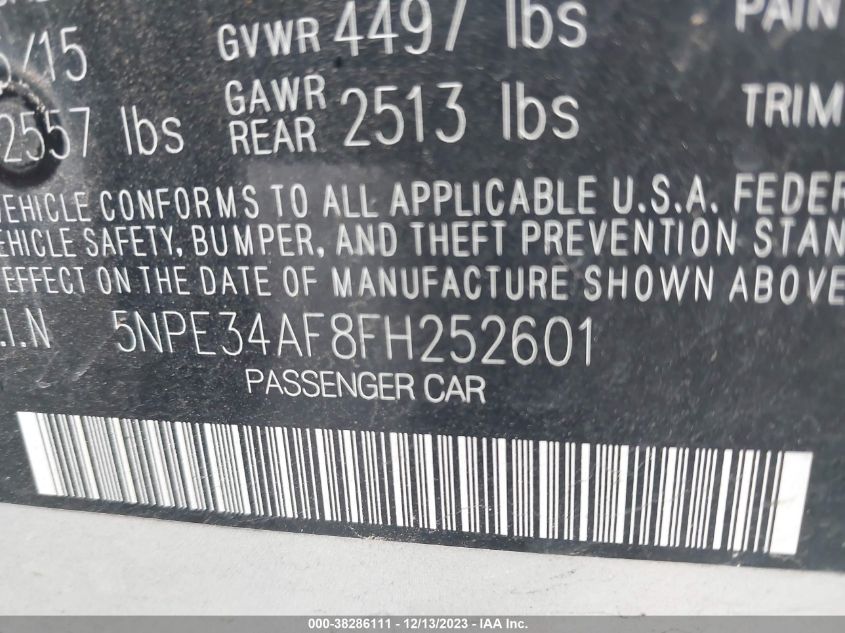 /15 GVWR 4497 lbs PAIN
2557 lbs GAWR REAR 2513 lbs TRIM
VEHICLE CONFORMS TO ALL APPLICABLE U.S.A. FEDER
EHICLE SAFETY, BUMPER, AND THEFT PREVENTION STAN
EFFECT ON THE DATE OF MANUFACTURE SHOWN ABOVE
.I.N 5NPE34AF8FH252601
PASSENGER CAR
000-38286111 - 12/13/2023 - IAA Inc.